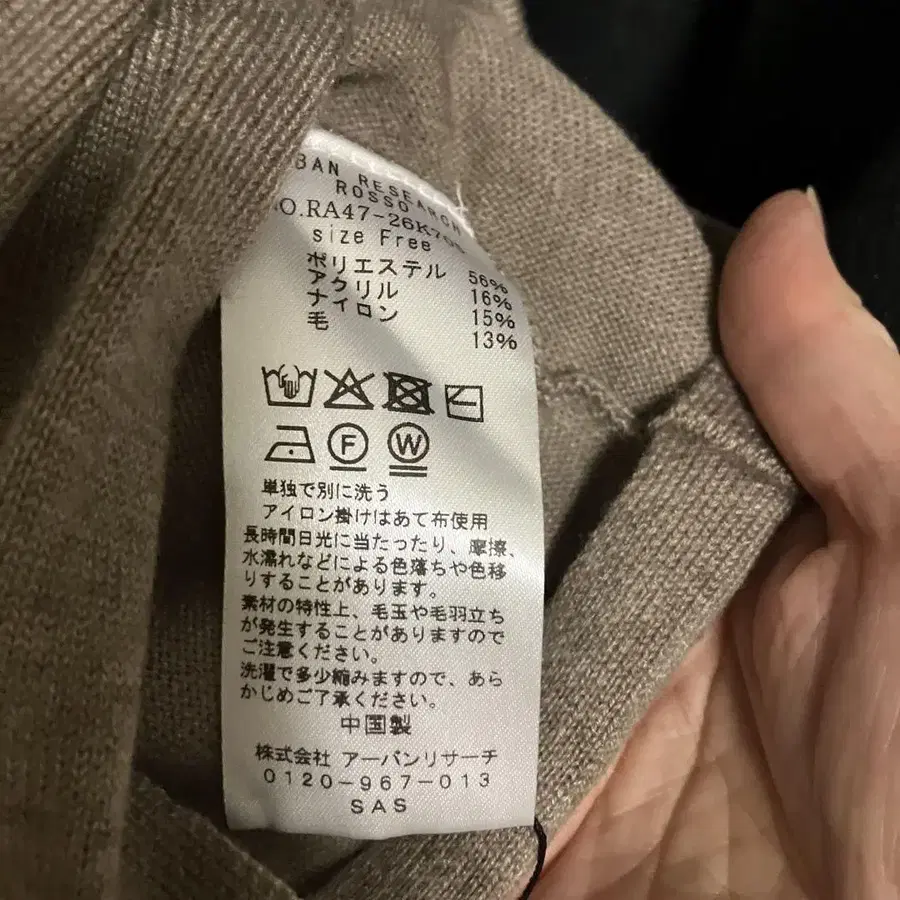 BAN RESEARCH
ROSSO
O.RA47-26K70
size Free
ポリエステル 56%
アクリル 16%
ナイロン 15%
毛 13%
F W
単独で別に洗う
アイロン掛けはあて布使用
長時間日光に当たったり、摩擦、
水濡れなどによる色落ちや色移
りすることがあります。
素材の特性上、毛玉や毛羽立ち
が発生することがありますので
ご注意ください。
洗濯で多少縮みますので、あら
かじめご了承ください。
中国製
株式会社 アーバンリサーチ
0120-967-013
SAS